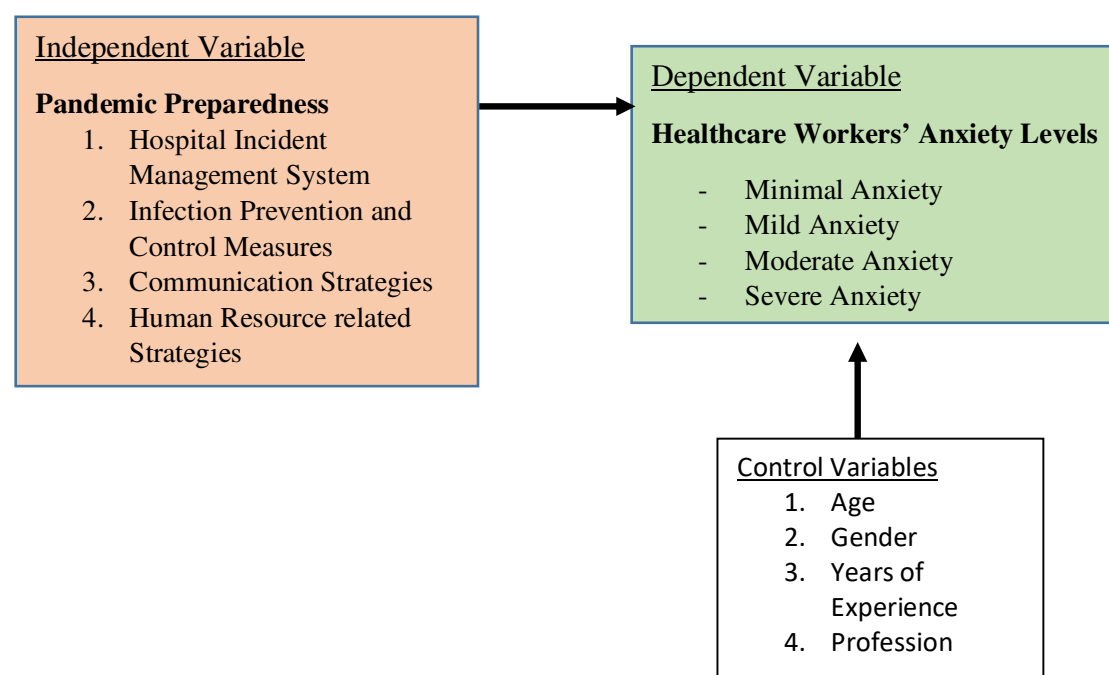 Independent Variable
Pandemic Preparedness
1. Hospital Incident
Management System
2. Infection Prevention and
Control Measures
3. Communication Strategies
4. Human Resource related
Strategies
Dependent Variable
Healthcare Workers’ Anxiety Levels
- Minimal Anxiety
- Mild Anxiety
- Moderate Anxiety
- Severe Anxiety
Control Variables
1. Age
2. Gender
3. Years of
Experience
4. Profession